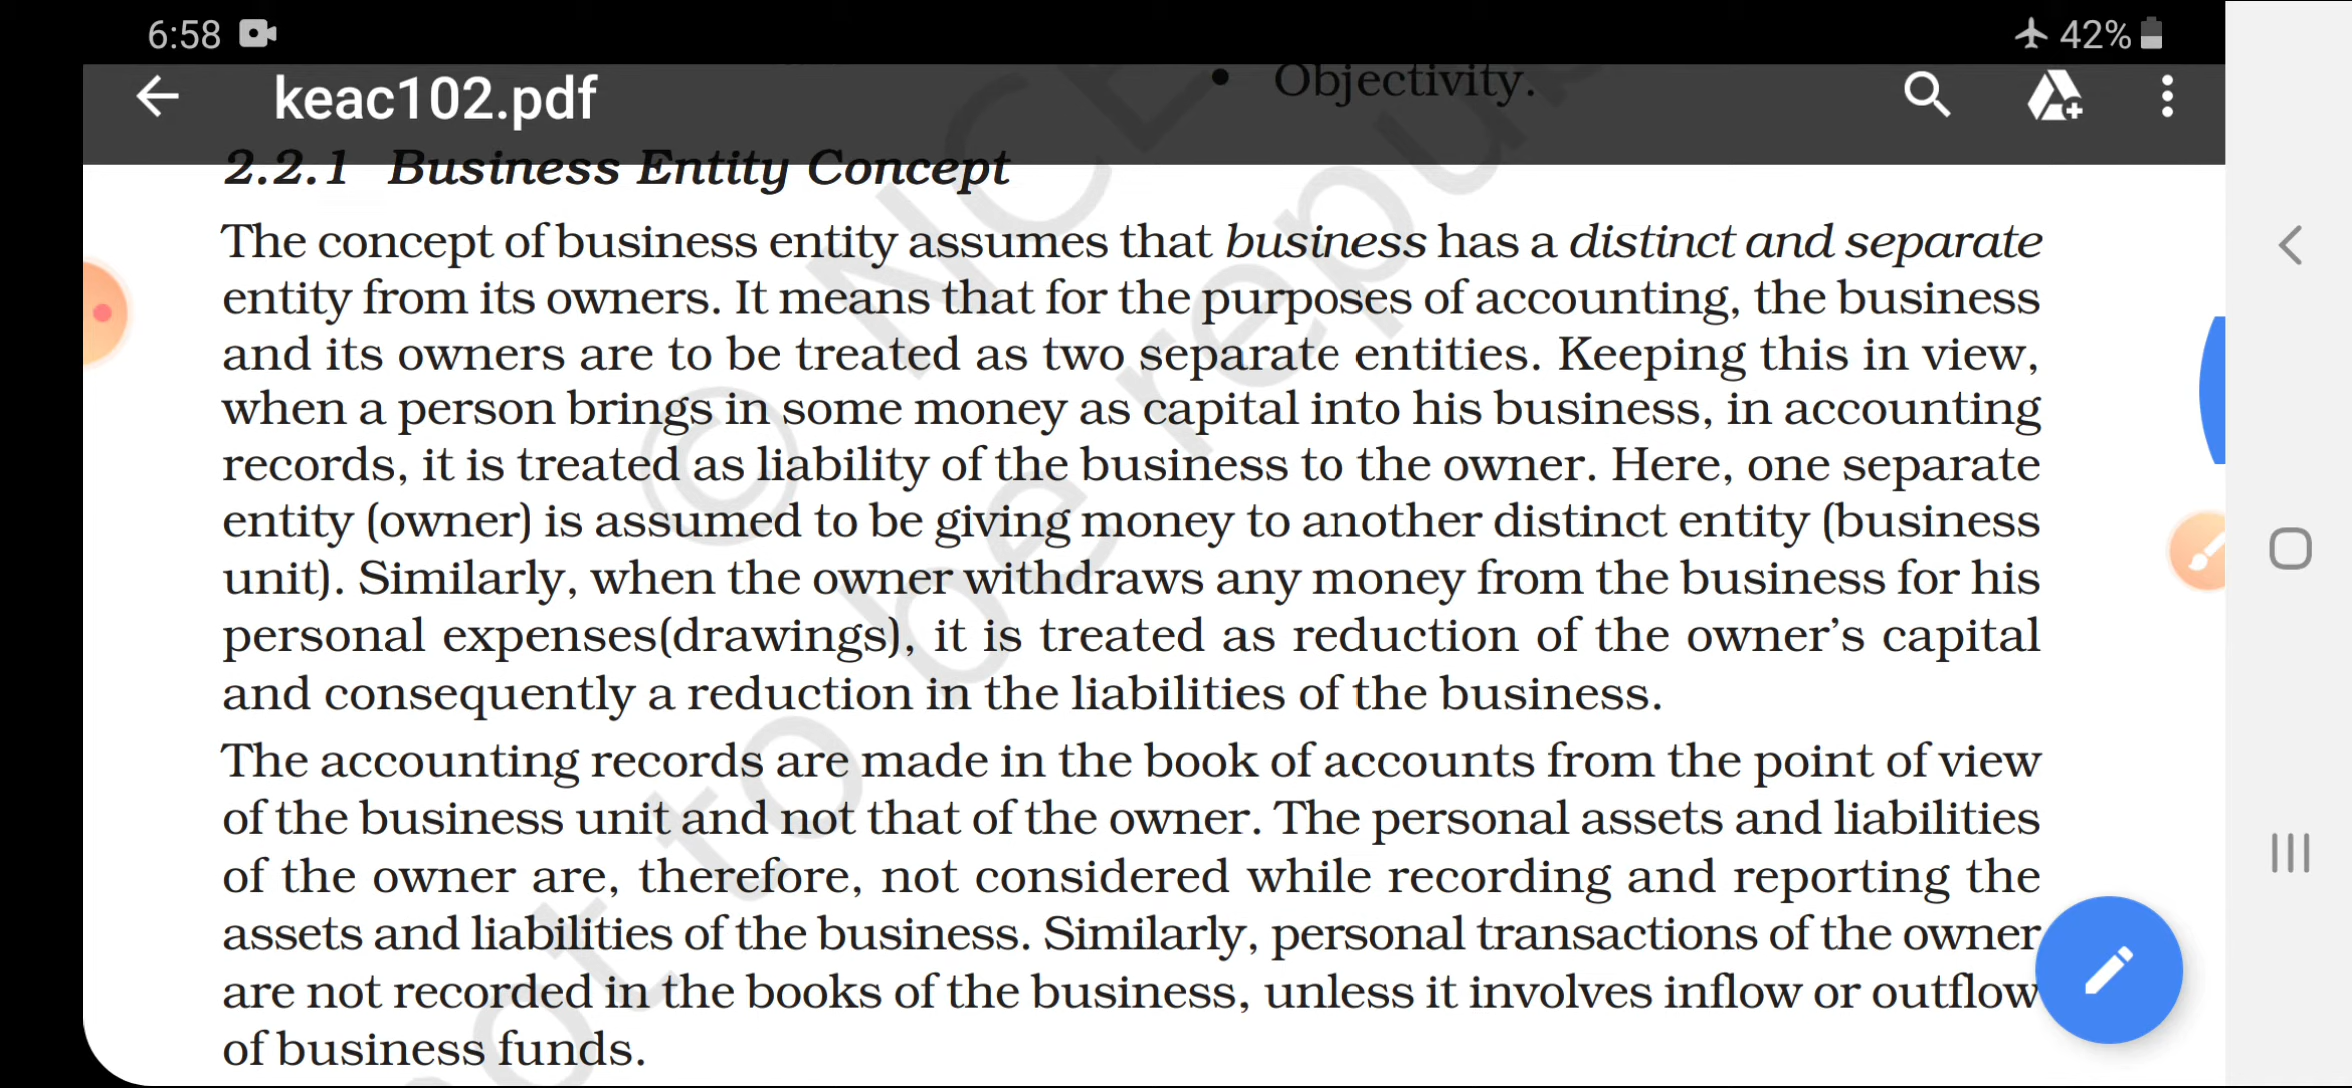 6:58
42%
keac102.pdf
• Objectivity.
2.2.1 Business Entity Concept
The concept of business entity assumes that business has a distinct and separate
entity from its owners. It means that for the purposes of accounting, the business
and its owners are to be treated as two separate entities. Keeping this in view,
when a person brings in some money as capital into his business, in accounting
records, it is treated as liability of the business to the owner. Here, one separate
entity (owner) is assumed to be giving money to another distinct entity (business
unit). Similarly, when the owner withdraws any money from the business for his
personal expenses(drawings), it is treated as reduction of the owner’s capital
and consequently a reduction in the liabilities of the business.
The accounting records are made in the book of accounts from the point of view
of the business unit and not that of the owner. The personal assets and liabilities
of the owner are, therefore, not considered while recording and reporting the
assets and liabilities of the business. Similarly, personal transactions of the owner
are not recorded in the books of the business, unless it involves inflow or outflow
of business funds.
© NCE
not to be repu